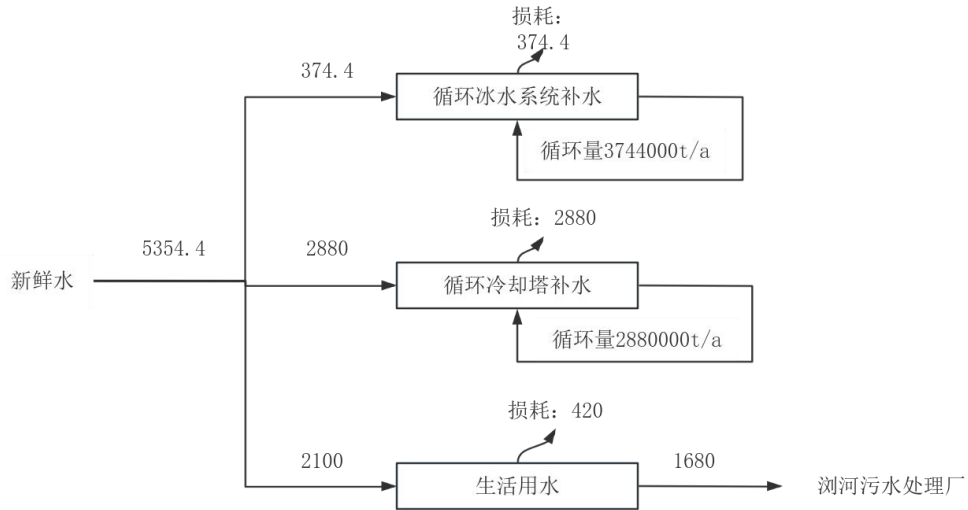 损耗：
374.4
374.4
循环冰水系统补水
循环量3744000t/a
损耗：2880
5354.4
2880
新鲜水
循环冷却塔补水
循环量2880000t/a
损耗：420
2100
1680
生活用水
浏河污水处理厂